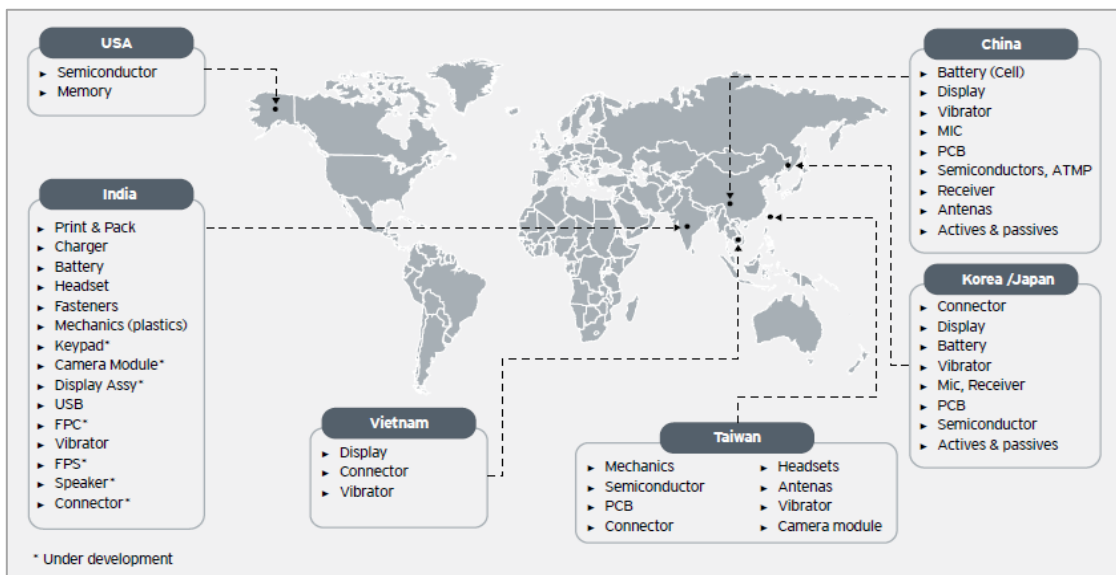 USA
► Semiconductor
► Memory
India
► Print & Pack
► Charger
► Battery
► Headset
► Fasteners
► Mechanics (plastics)
► Keypad*
► Camera Module*
► Display Assy*
► USB
► FPC*
► Vibrator
► FPS*
► Speaker*
► Connector*
* Under development
Vietnam
► Display
► Connector
► Vibrator
Taiwan
► Mechanics
► Semiconductor
► PCB
► Connector
► Headsets
► Antenas
► Vibrator
► Camera module
China
► Battery (Cell)
► Display
► Vibrator
► MIC
► PCB
► Semiconductors, ATMP
► Receiver
► Antenas
► Actives & passives
Korea /Japan
► Connector
► Display
► Battery
► Vibrator
► Mic, Receiver
► PCB
► Semiconductor
► Actives & passives